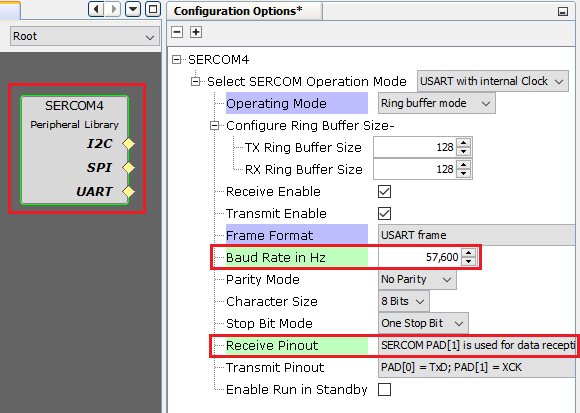 Configuration Options*
Root
SERCOM4
Peripheral Library
I2C
SPI
UART
SERCOM4
Select SERCOM Operation Mode USART with internal Clock
Operating Mode Ring buffer mode
Configure Ring Buffer Size-
TX Ring Buffer Size 128
RX Ring Buffer Size 128
Receive Enable
Transmit Enable
Frame Format USART frame
Baud Rate in Hz 57,600
Parity Mode No Parity
Character Size 8 Bits
Stop Bit Mode One Stop Bit
Receive Pinout SERCOM PAD[1] is used for data recepti
Transmit Pinout PAD[0] = TxD; PAD[1] = XCK
Enable Run in Standby